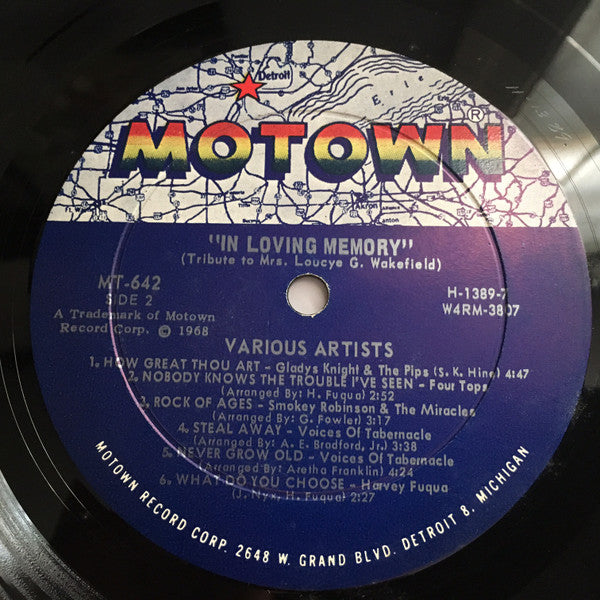 Detroit
Erie
MOTOWN®
Akron
Canton
"IN LOVING MEMORY"
(Tribute to Mrs. Loucye G. Wakefield)
MT-642
SIDE 2
H-1389-7
W4RM-3807
A Trademark of Motown
Record Corp. © 1968
VARIOUS ARTISTS
1. HOW GREAT THOU ART - Gladys Knight & The Pips (S. K. Hine) 4:47
2. NOBODY KNOWS THE TROUBLE I'VE SEEN - Four Tops
(Arranged By: H. Fuqua) 2:52
3. ROCK OF AGES - Smokey Robinson & The Miracles
(Arranged By: G. Fowler) 3:17
4. STEAL AWAY - Voices Of Tabernacle
(Arranged By: A. E. Bradford, Jr.) 3:38
5. NEVER GROW OLD - Voices Of Tabernacle
(Arranged By: Aretha Franklin) 4:24
6. WHAT DO YOU CHOOSE - Harvey Fuqua
(J. Nyx, H. Fuqua) 2:27
MOTOWN RECORD CORP. 2648 W. GRAND BLVD. DETROIT 8, MICHIGAN